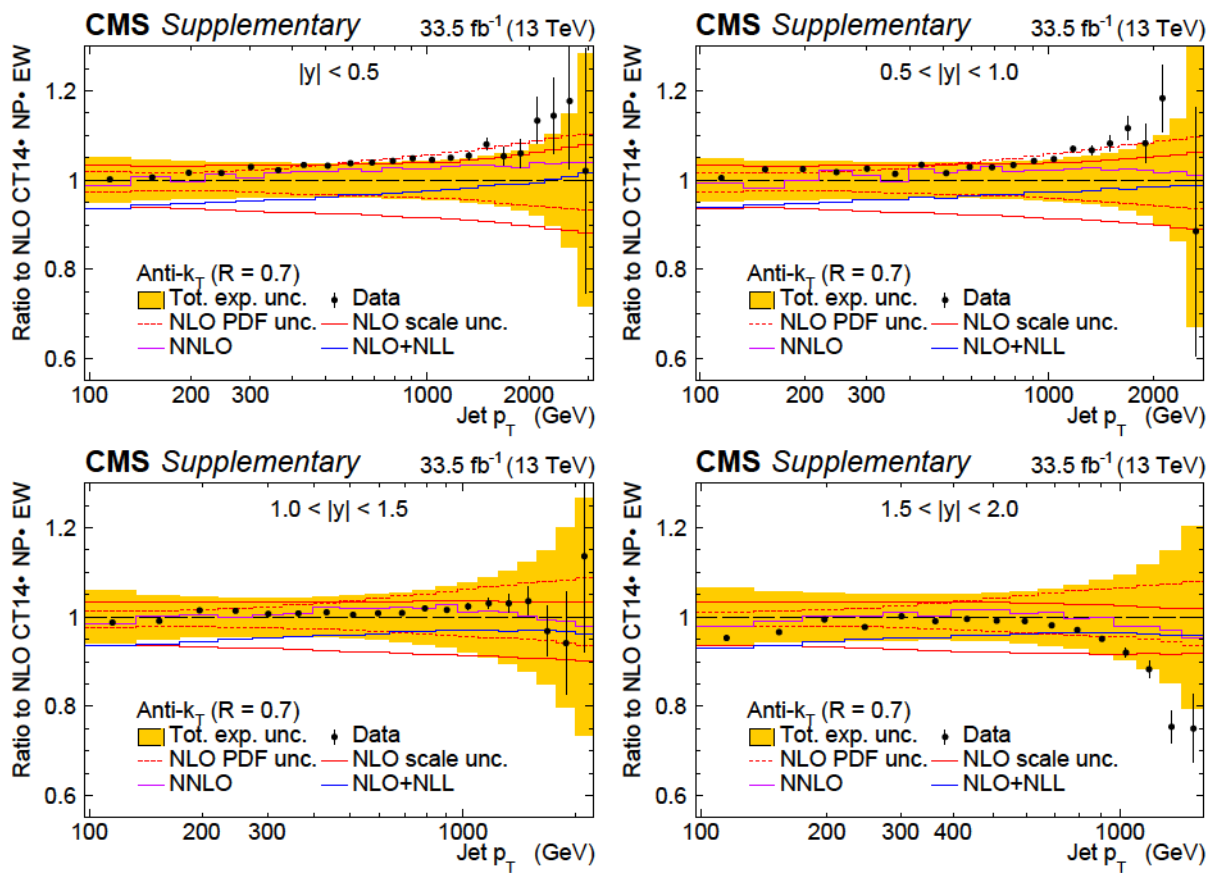 CMS Supplementary 33.5 fb⁻¹ (13 TeV)
Ratio to NLO CT14• NP• EW
|y| < 0.5
1.2
1
0.8
0.6
Anti-k_T (R = 0.7)
Tot. exp. unc. Data
NLO PDF unc. NLO scale unc.
NNLO NLO+NLL
100 200 300 1000 2000
Jet p_T (GeV)
CMS Supplementary 33.5 fb⁻¹ (13 TeV)
Ratio to NLO CT14• NP• EW
0.5 < |y| < 1.0
1.2
1
0.8
0.6
Anti-k_T (R = 0.7)
Tot. exp. unc. Data
NLO PDF unc. NLO scale unc.
NNLO NLO+NLL
100 200 300 1000 2000
Jet p_T (GeV)
CMS Supplementary 33.5 fb⁻¹ (13 TeV)
Ratio to NLO CT14• NP• EW
1.0 < |y| < 1.5
1.2
1
0.8
0.6
Anti-k_T (R = 0.7)
Tot. exp. unc. Data
NLO PDF unc. NLO scale unc.
NNLO NLO+NLL
100 200 300 1000
Jet p_T (GeV)
CMS Supplementary 33.5 fb⁻¹ (13 TeV)
Ratio to NLO CT14• NP• EW
1.5 < |y| < 2.0
1.2
1
0.8
0.6
Anti-k_T (R = 0.7)
Tot. exp. unc. Data
NLO PDF unc. NLO scale unc.
NNLO NLO+NLL
100 200 300 400 1000
Jet p_T (GeV)